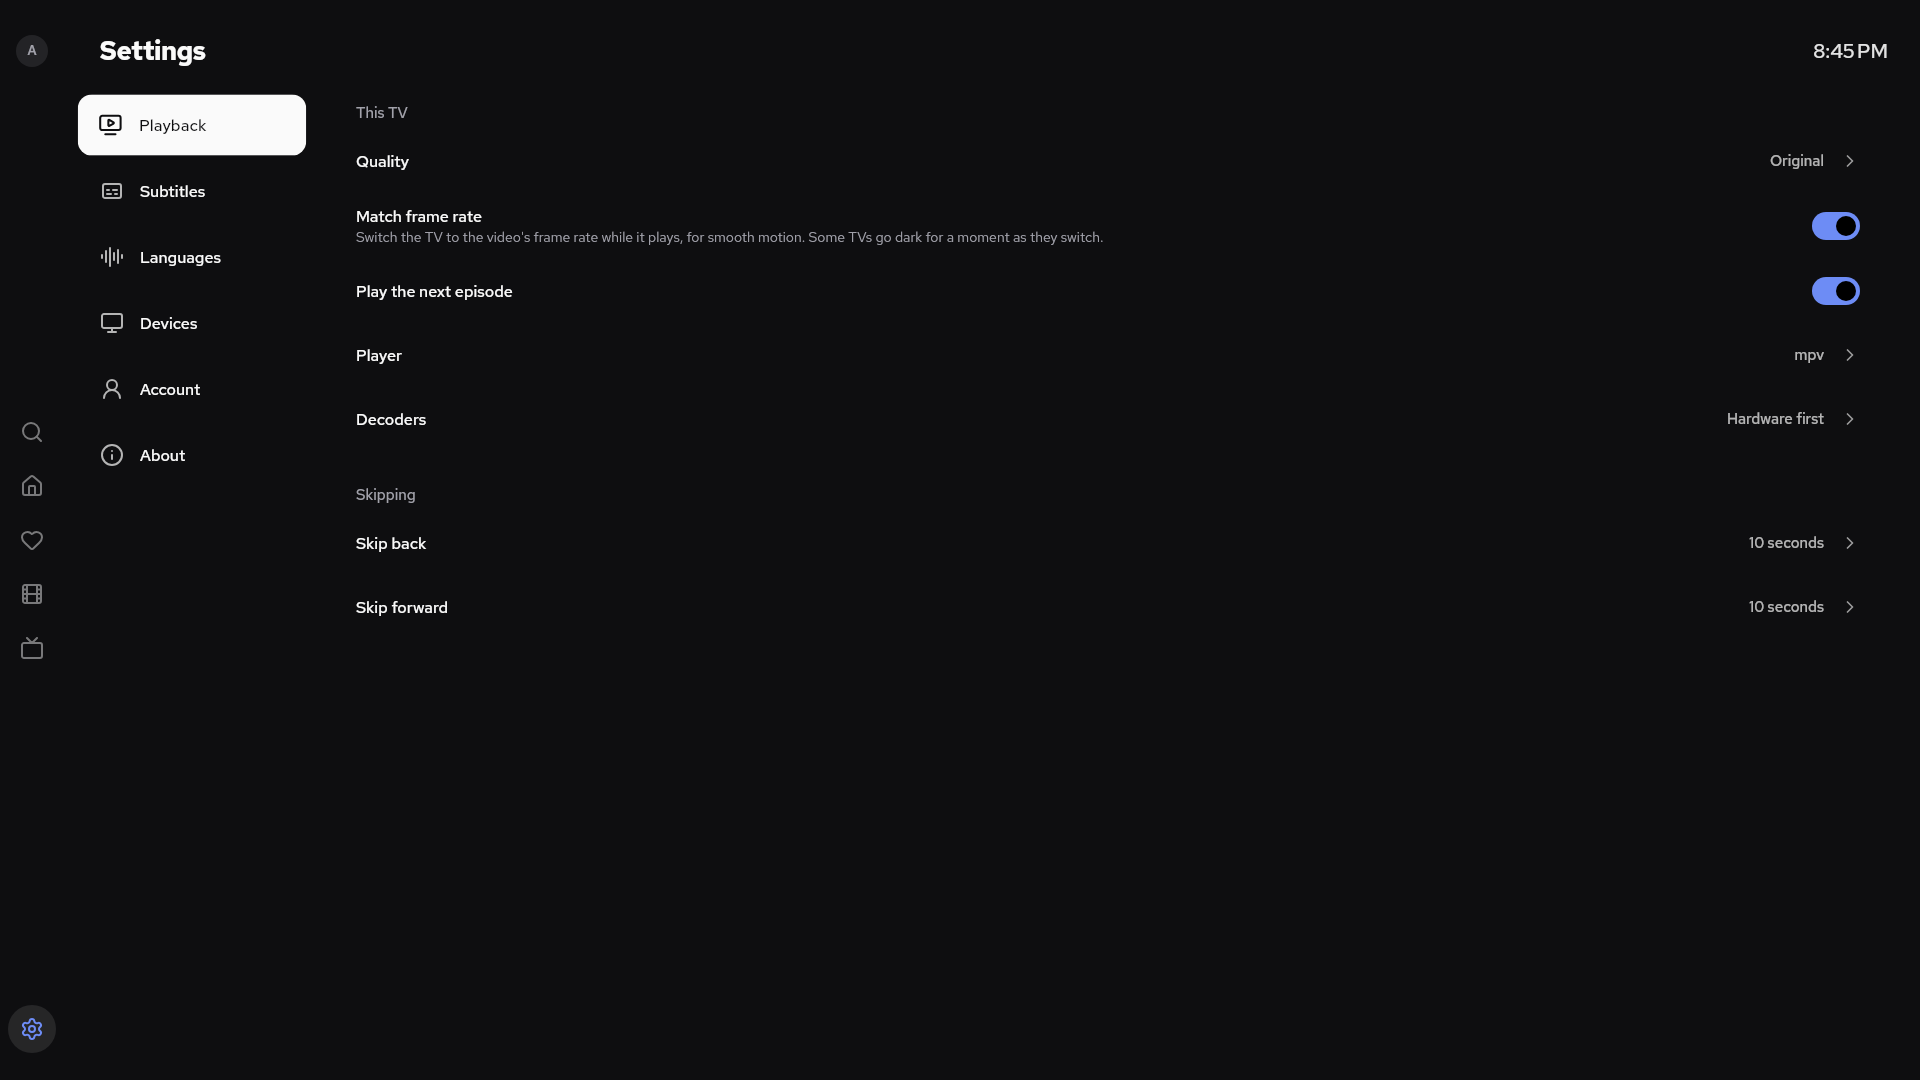 A
Settings
8:45 PM
Playback
Subtitles
Languages
Devices
Account
About
This TV
Quality
Original
Match frame rate
Switch the TV to the video's frame rate while it plays, for smooth motion. Some TVs go dark for a moment as they switch.
Play the next episode
Player
mpv
Decoders
Hardware first
Skipping
Skip back
10 seconds
Skip forward
10 seconds